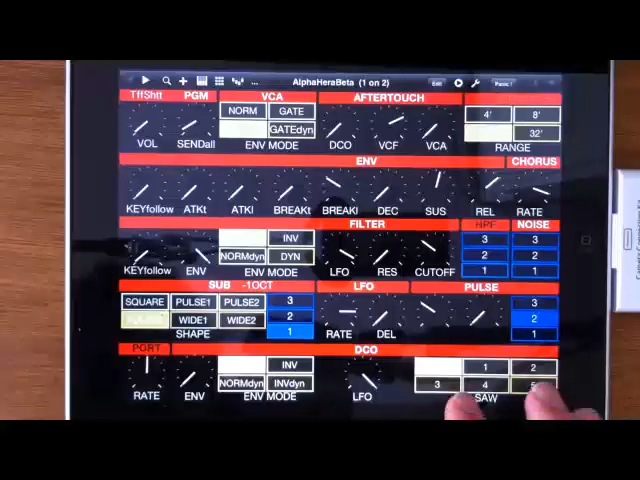 AlphaHeraBeta (1 on 2) Edit Panic !
PGM VCA AFTERTOUCH
NORM GATE 4' 8'
GATEdyn 32'
VOL SENDall ENV MODE DCO VCF VCA RANGE
ENV CHORUS
KEYfollow ATKt ATKl BREAKt BREAKl DEC SUS REL RATE
FILTER HPF NOISE
INV 3 3
NORMdyn DYN 2 2
KEYfollow ENV ENV MODE LFO RES CUTOFF 1 1
SUB -1OCT LFO PULSE
SQUARE PULSE1 PULSE2 3 3
WIDE1 WIDE2 2 2
SHAPE 1 RATE DEL 1
PORT DCO
INV 1 2
NORMdyn INVdyn 3 4 5
RATE ENV ENV MODE LFO SAW